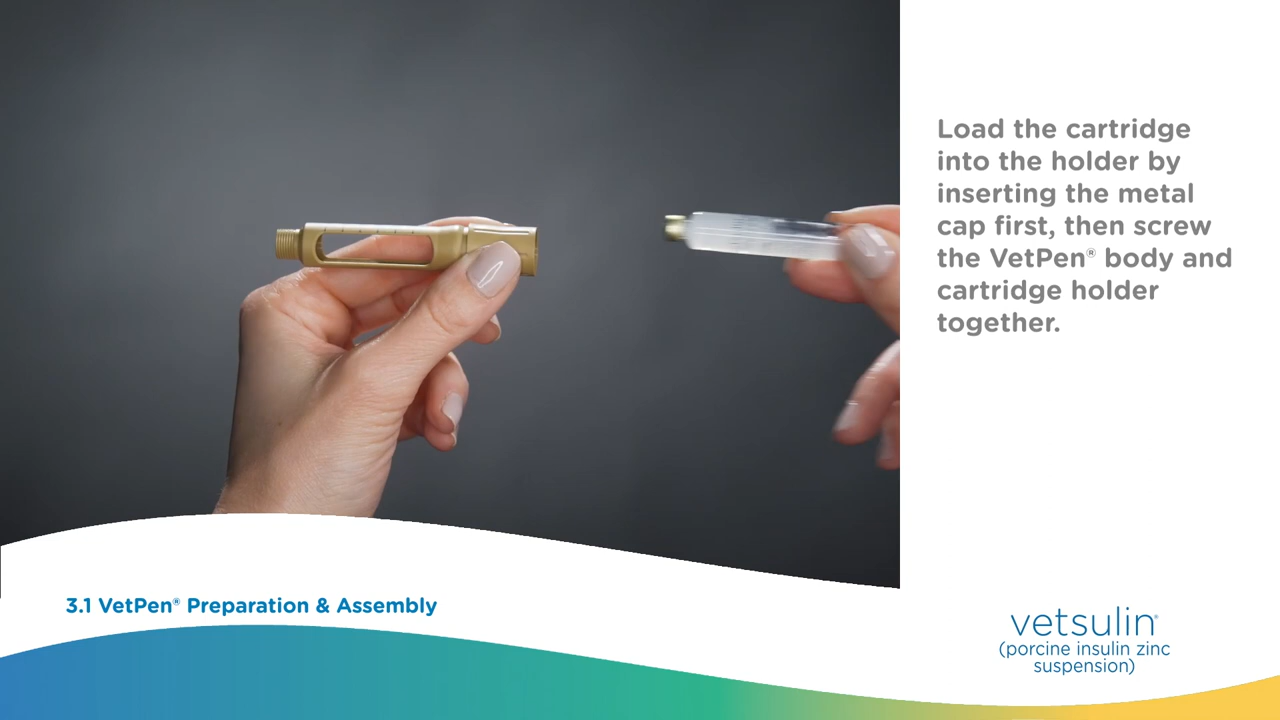 Load the cartridge
into the holder by
inserting the metal
cap first, then screw
the VetPen® body and
cartridge holder
together.
3.1 VetPen® Preparation & Assembly
vetsulin®
(porcine insulin zinc
suspension)